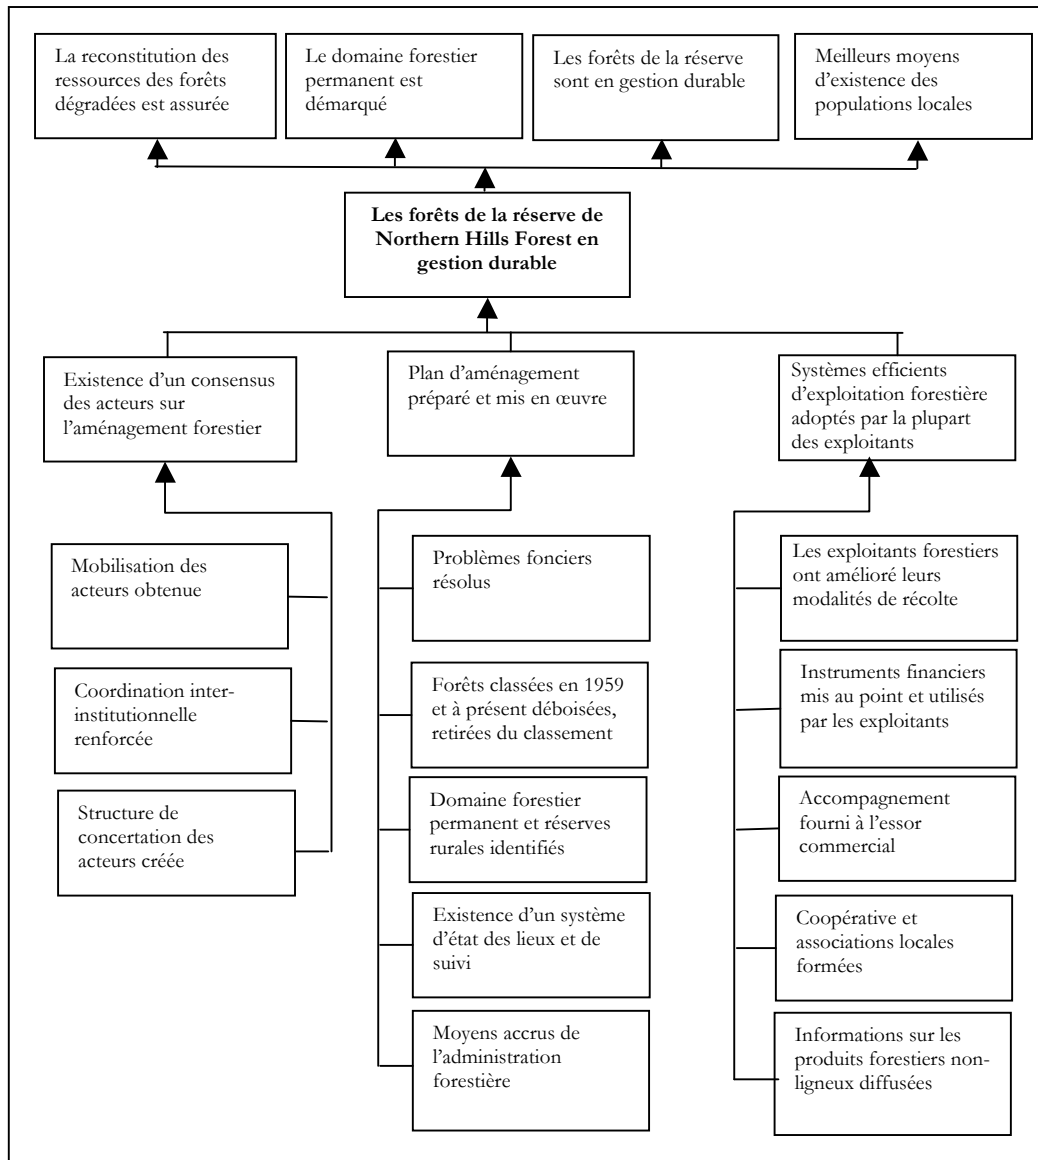 La reconstitution des
ressources des forêts
dégradées est assurée
Le domaine forestier
permanent est
démarqué
Les forêts de la réserve
sont en gestion durable
Meilleurs moyens
d'existence des
populations locales
Les forêts de la réserve de
Northern Hills Forest en
gestion durable
Existence d'un consensus
des acteurs sur
l'aménagement forestier
Plan d'aménagement
préparé et mis en œuvre
Systèmes efficients
d'exploitation forestière
adoptés par la plupart
des exploitants
Mobilisation des
acteurs obtenue
Coordination inter-
institutionnelle
renforcée
Structure de
concertation des
acteurs créée
Problèmes fonciers
résolus
Forêts classées en 1959
et à présent déboisées,
retirées du classement
Domaine forestier
permanent et réserves
rurales identifiés
Existence d'un système
d'état des lieux et de
suivi
Moyens accrus de
l'administration
forestière
Les exploitants forestiers
ont amélioré leurs
modalités de récolte
Instruments financiers
mis au point et utilisés
par les exploitants
Accompagnement
fourni à l'essor
commercial
Coopérative et
associations locales
formées
Informations sur les
produits forestiers non-
ligneux diffusées